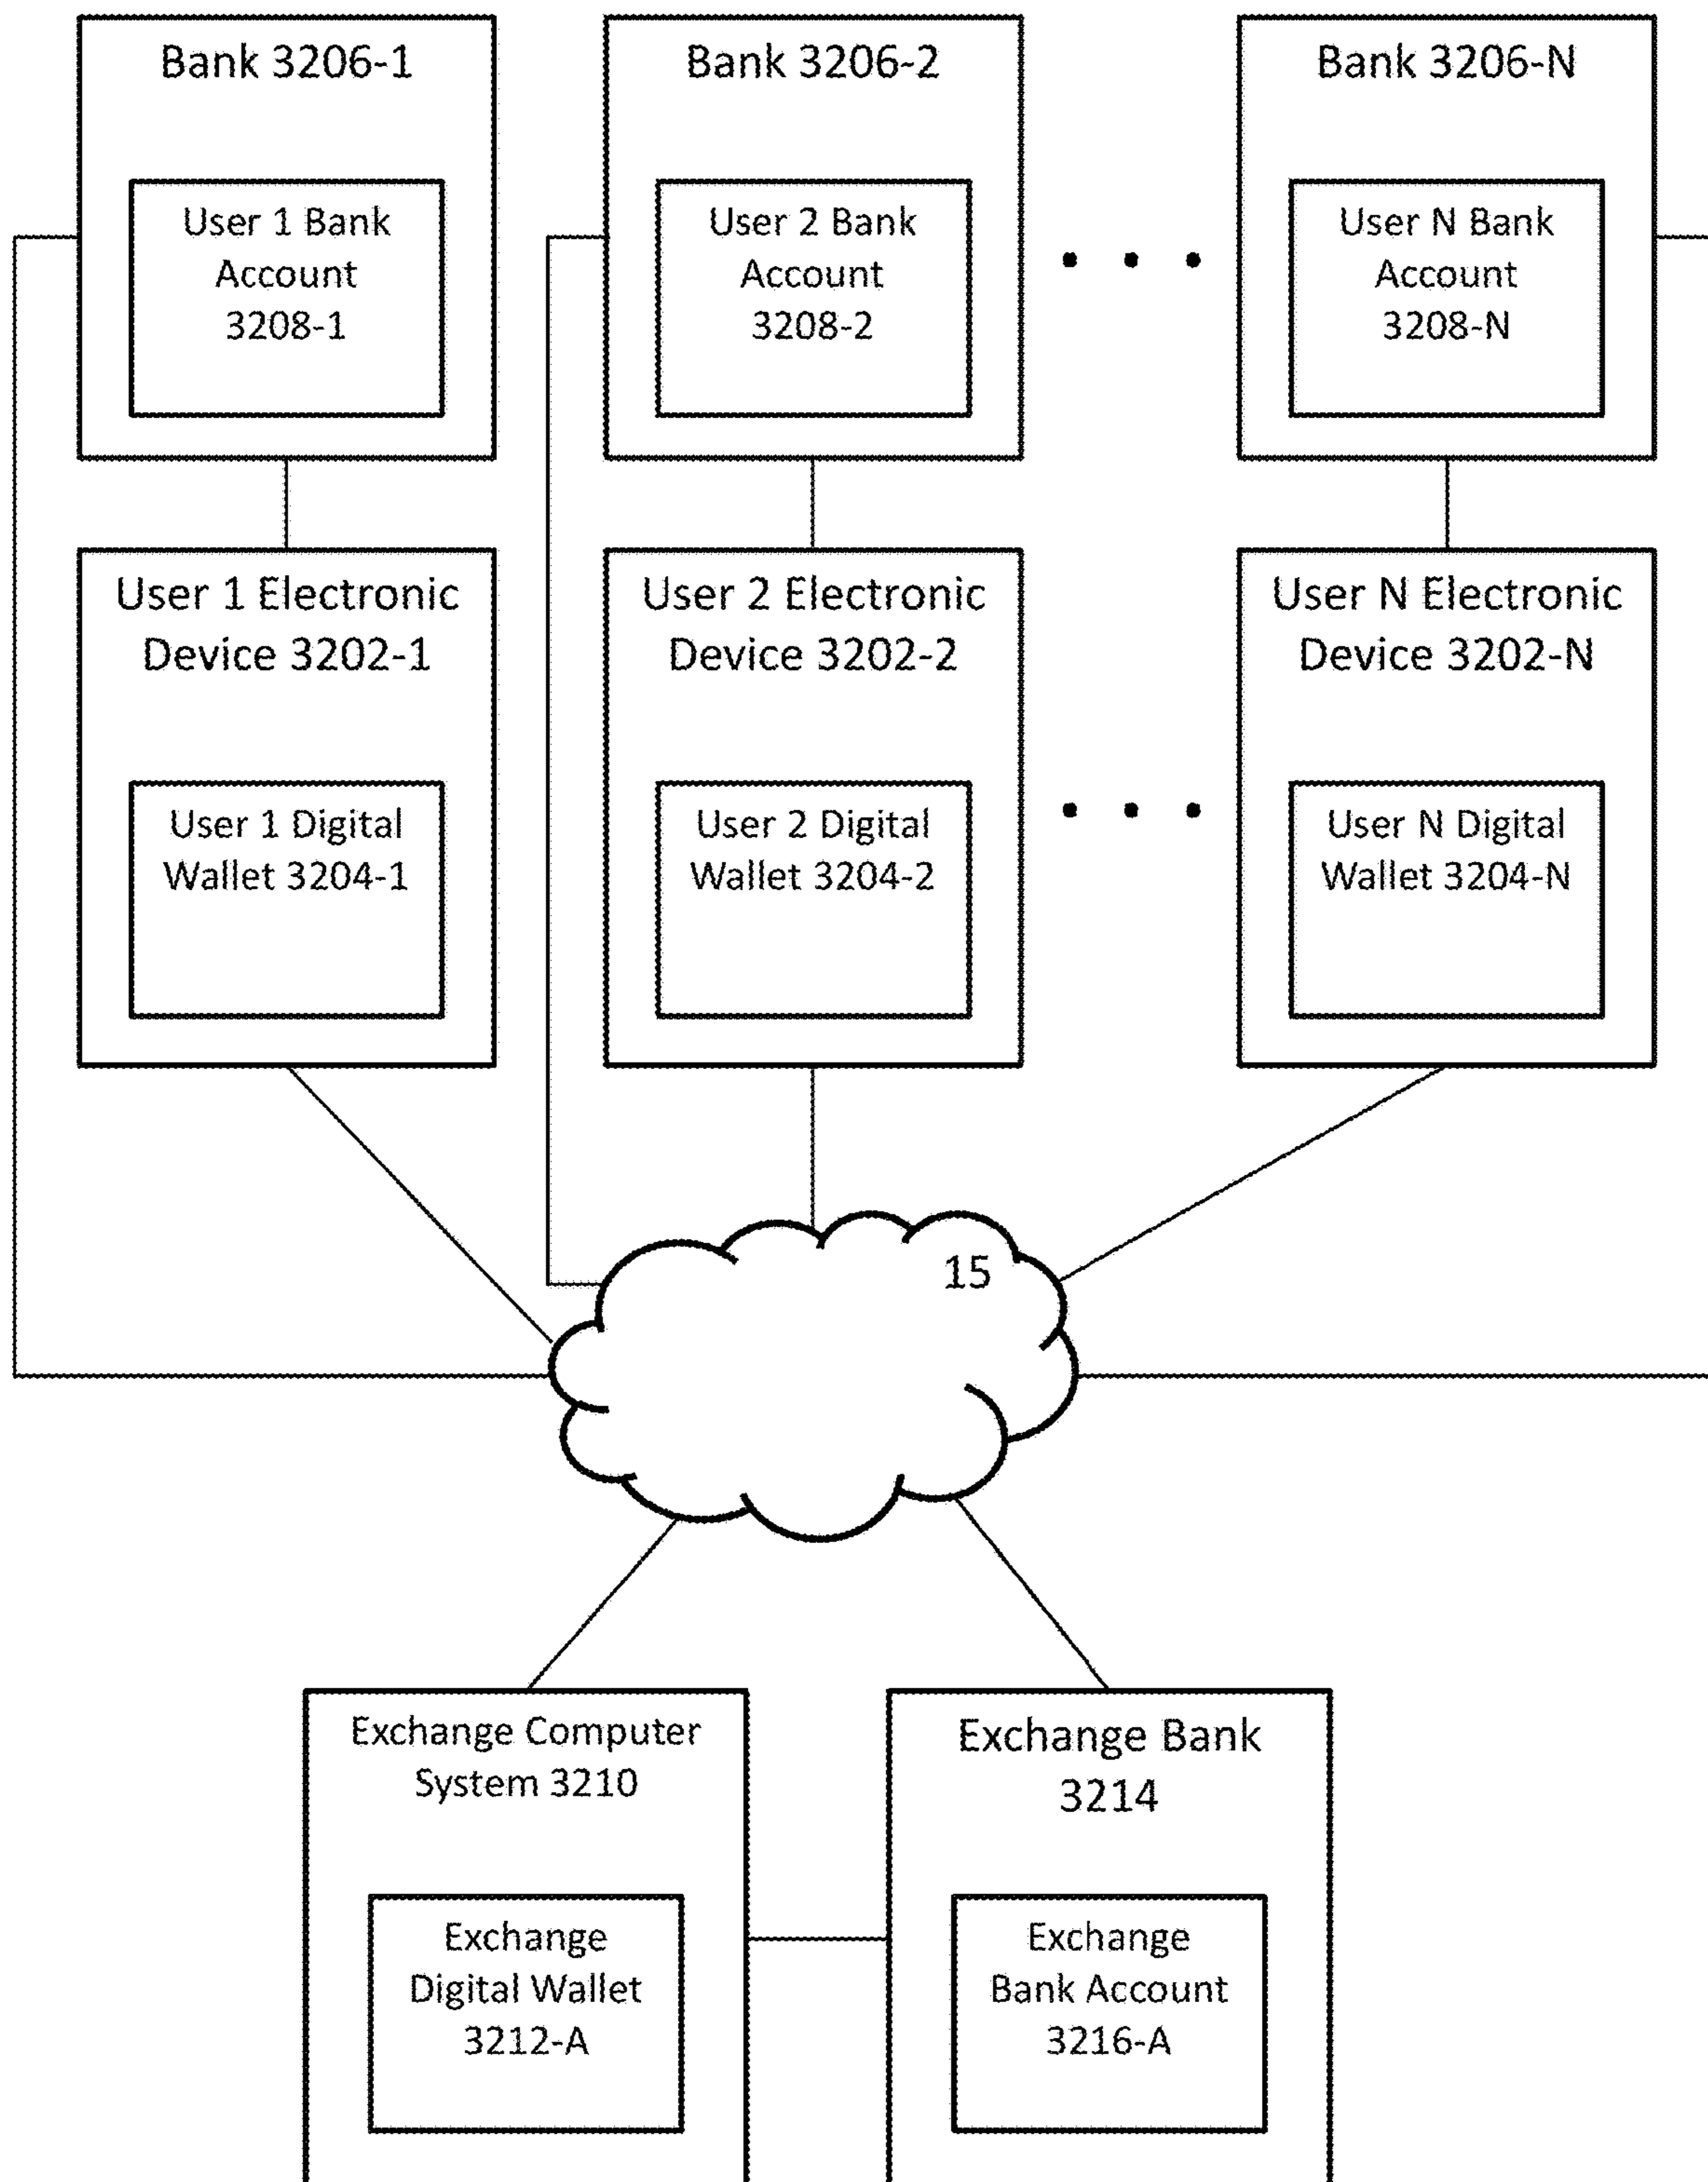 Bank 3206-1
User 1 Bank
Account
3208-1
Bank 3206-2
User 2 Bank
Account
3208-2
Bank 3206-N
User N Bank
Account
3208-N
User 1 Electronic
Device 3202-1
User 1 Digital
Wallet 3204-1
User 2 Electronic
Device 3202-2
User 2 Digital
Wallet 3204-2
User N Electronic
Device 3202-N
User N Digital
Wallet 3204-N
15
Exchange Computer
System 3210
Exchange
Digital Wallet
3212-A
Exchange Bank
3214
Exchange
Bank Account
3216-A